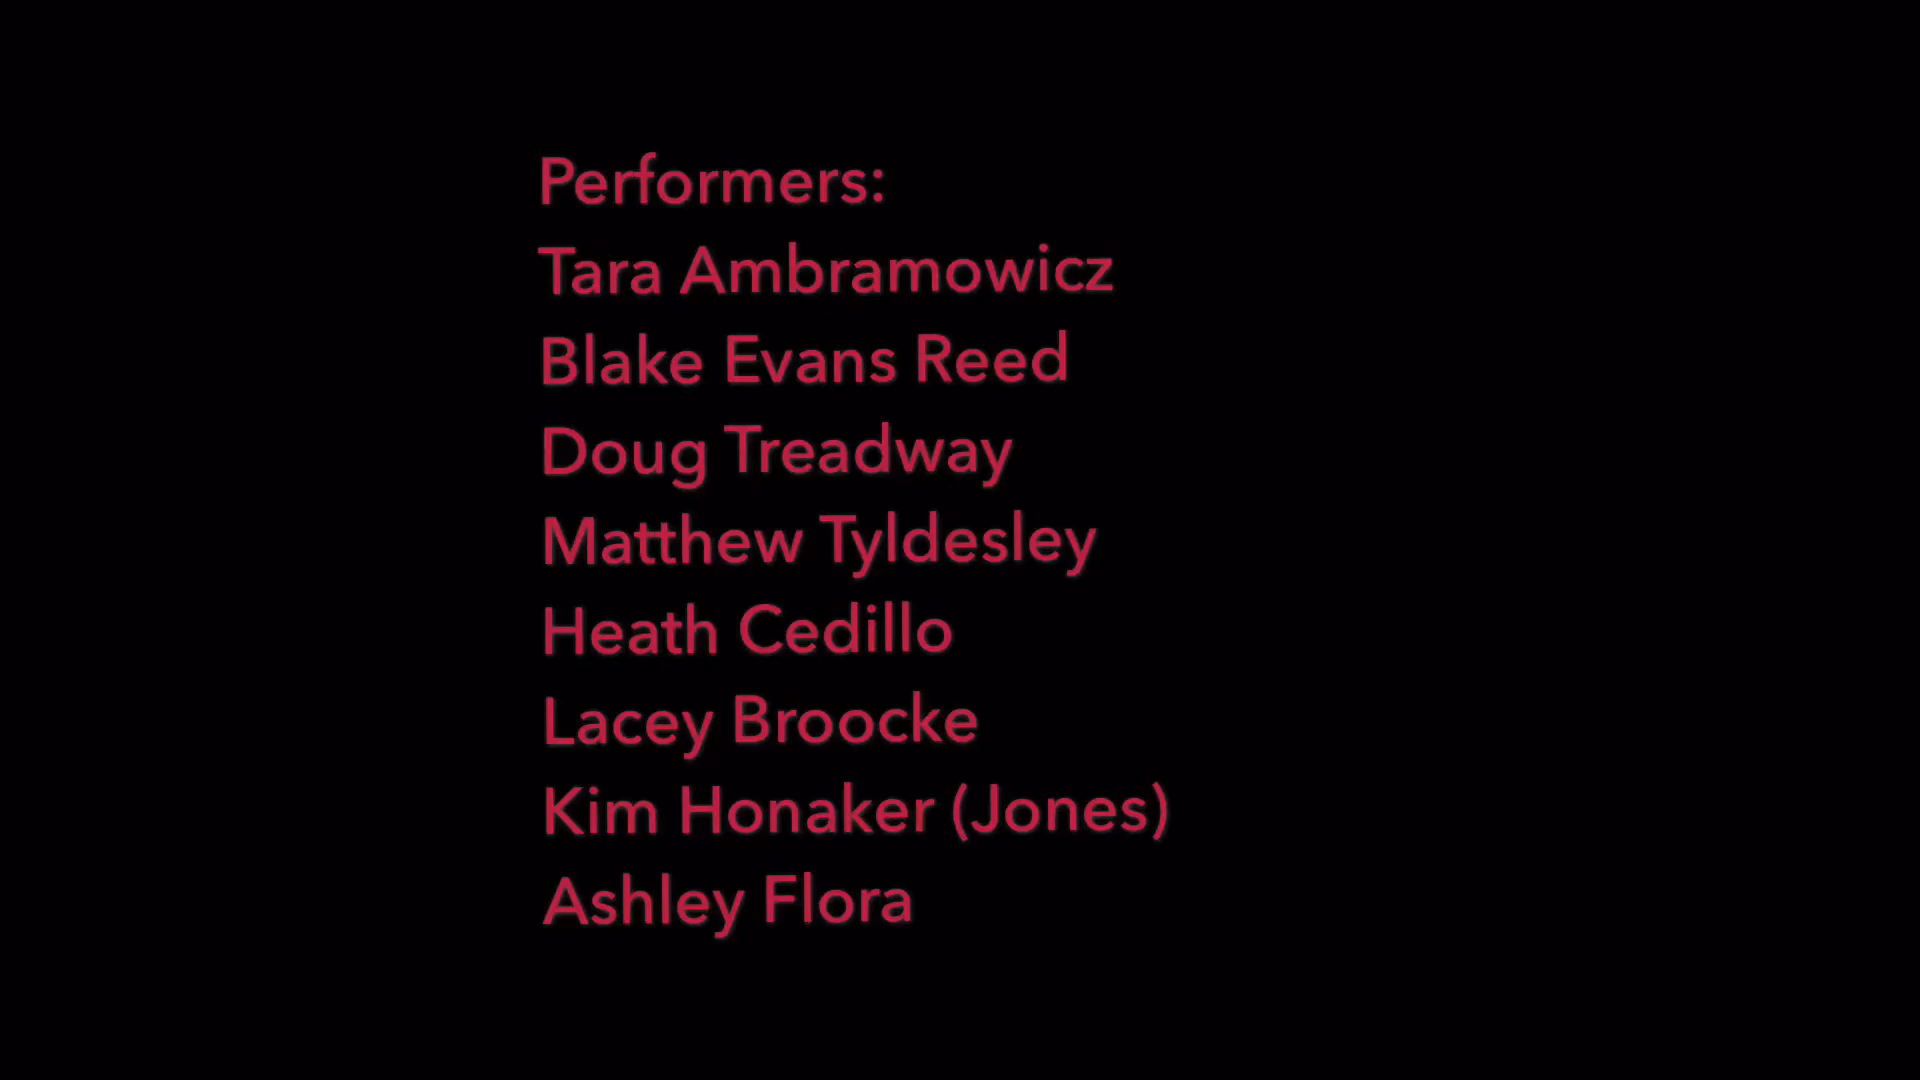 Performers:
Tara Ambramowicz
Blake Evans Reed
Doug Treadway
Matthew Tyldesley
Heath Cedillo
Lacey Broocke
Kim Honaker (Jones)
Ashley Flora